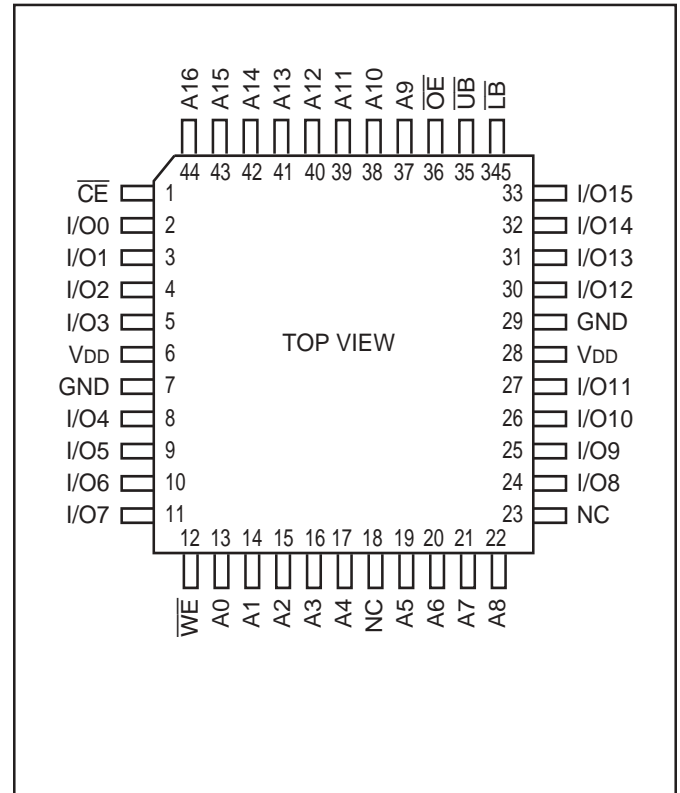 A16 A15 A14 A13 A12 A11 A10 A9 OE UB LB
44 43 42 41 40 39 38 37 36 35 345
CE 1 33 I/O15
I/O0 2 32 I/O14
I/O1 3 31 I/O13
I/O2 4 30 I/O12
I/O3 5 29 GND
TOP VIEW
VDD 6 28 VDD
GND 7 27 I/O11
I/O4 8 26 I/O10
I/O5 9 25 I/O9
I/O6 10 24 I/O8
I/O7 11 23 NC
12 13 14 15 16 17 18 19 20 21 22
WE A0 A1 A2 A3 A4 NC A5 A6 A7 A8